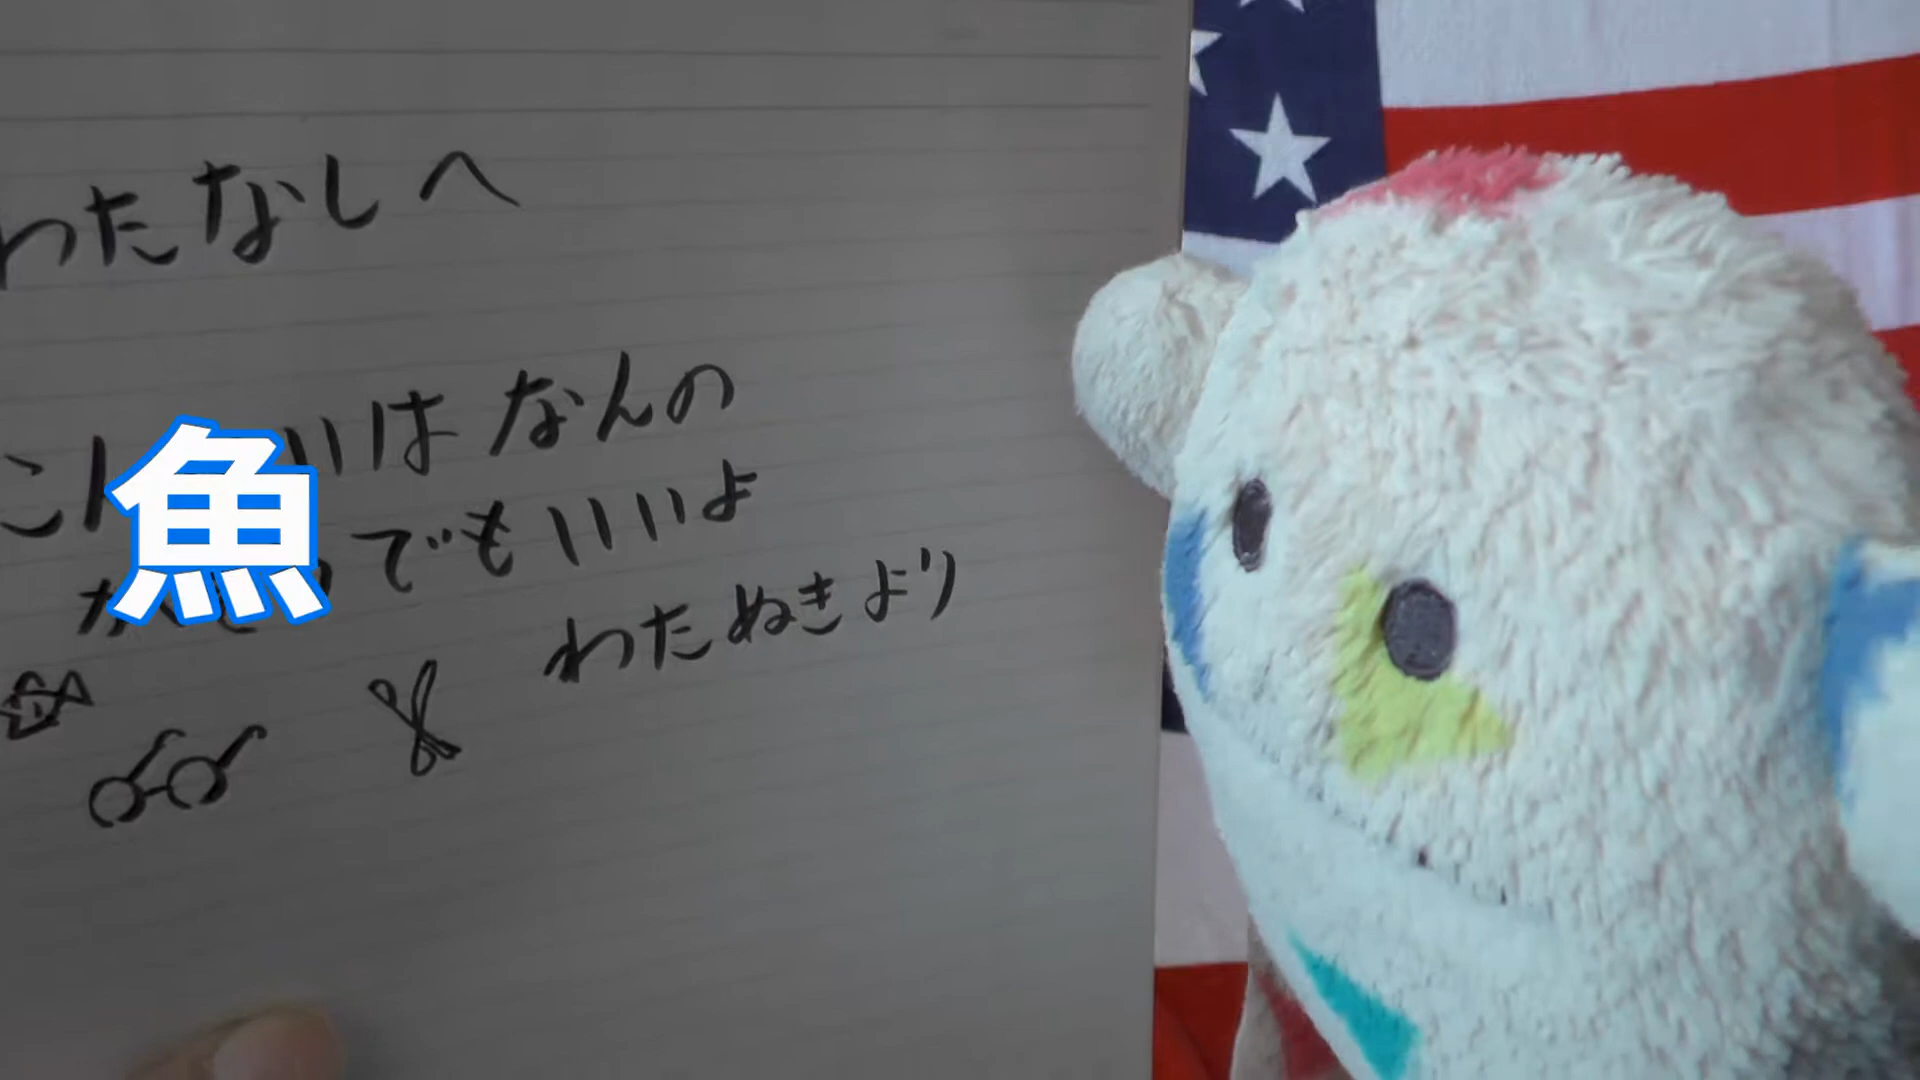 わたなしへ
こんかいはなんの
でもいいよ
わたぬきより
魚